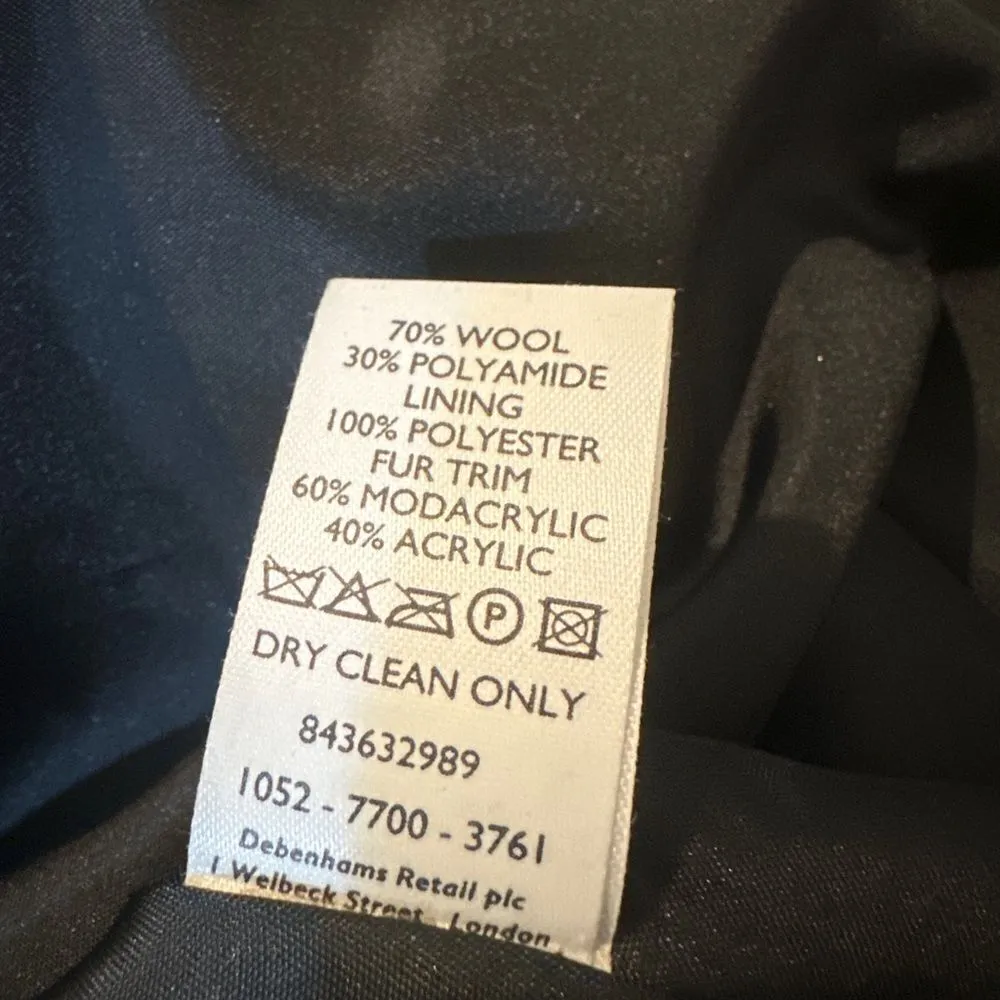 70% WOOL
30% POLYAMIDE
LINING
100% POLYESTER
FUR TRIM
60% MODACRYLIC
40% ACRYLIC
P
DRY CLEAN ONLY
843632989
1052 - 7700 - 3761
Debenhams Retail plc
1 Welbeck Street London